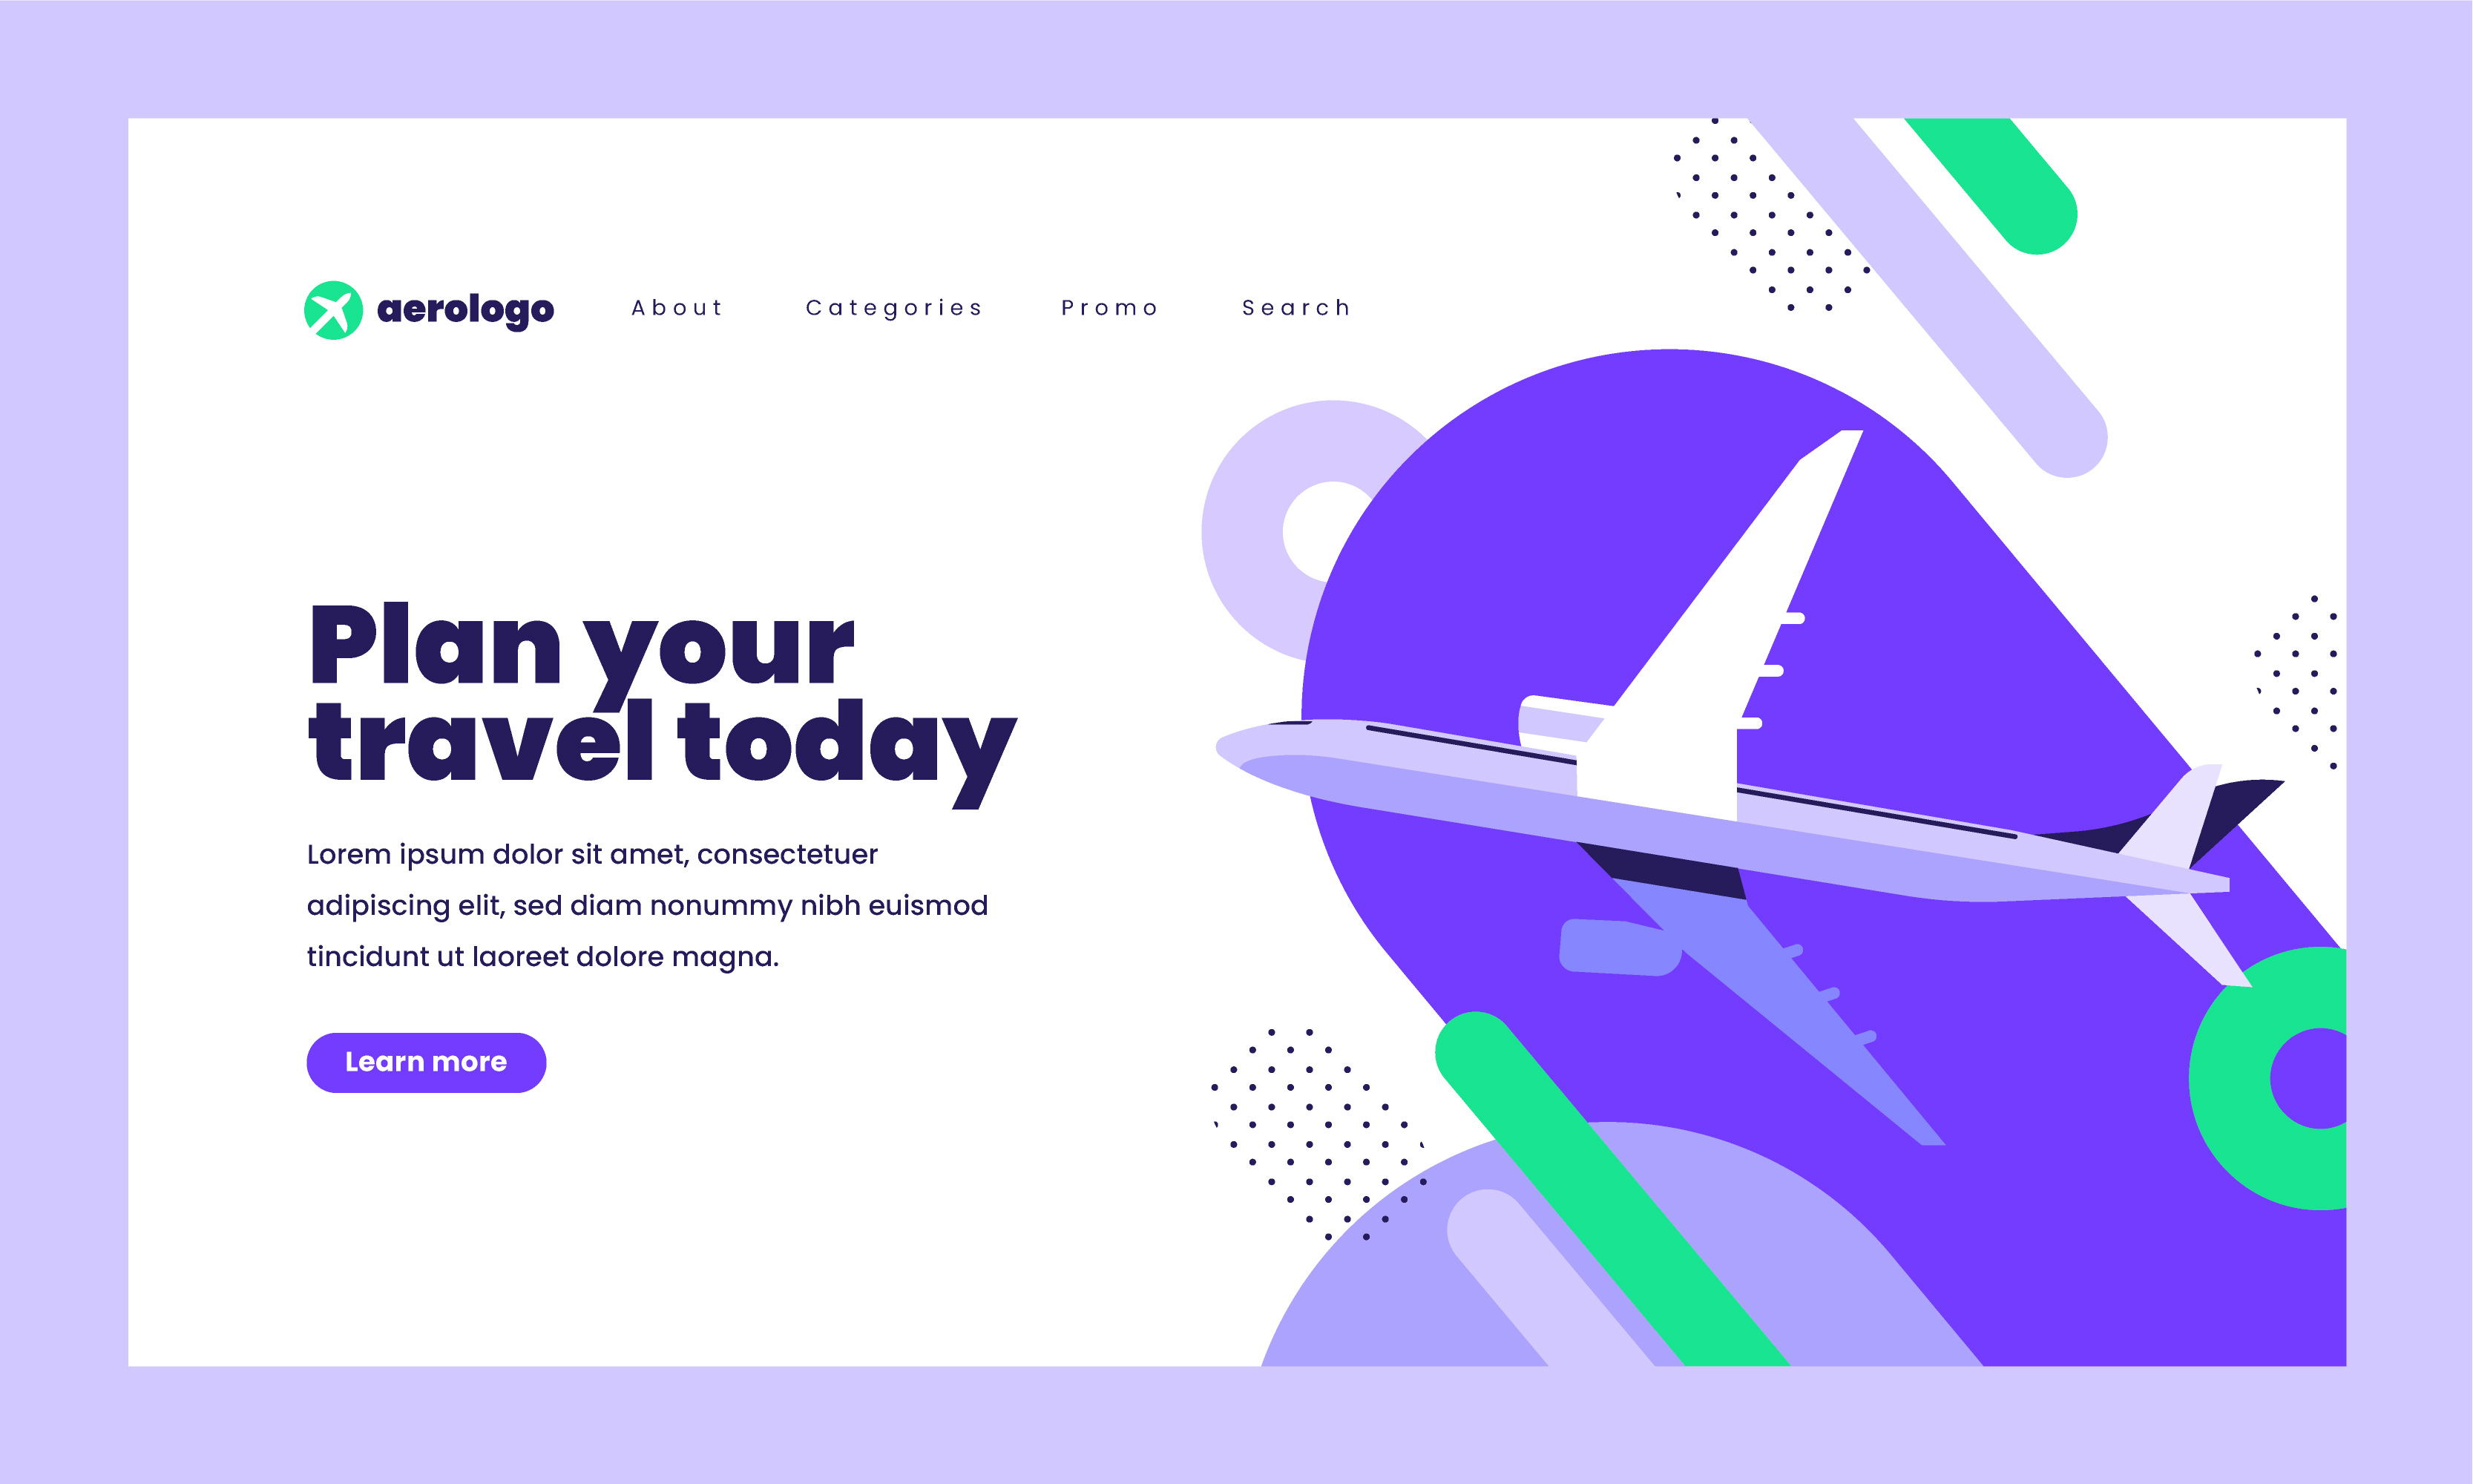 aerologo About Categories Promo Search
Plan your
travel today
Lorem ipsum dolor sit amet, consectetuer
adipiscing elit, sed diam nonummy nibh euismod
tincidunt ut laoreet dolore magna.
Learn more